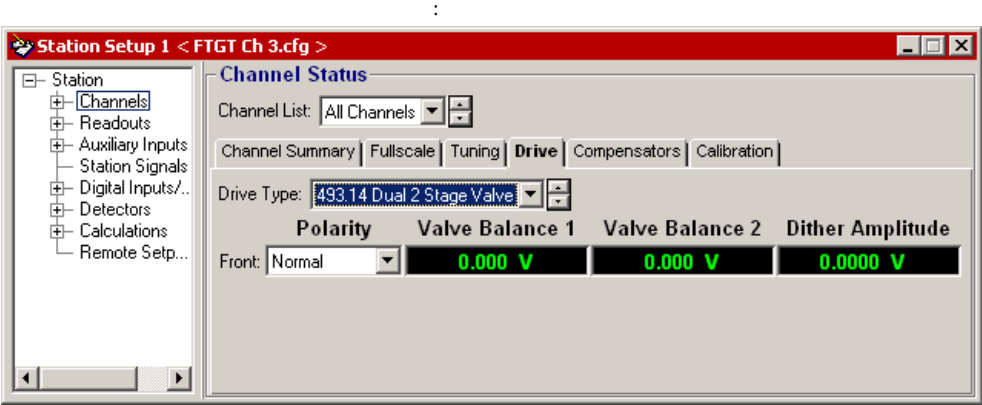 :
Station Setup 1 < FTGT Ch 3.cfg >
Station
Channels
Readouts
Auxiliary Inputs
Station Signals
Digital Inputs/..
Detectors
Calculations
Remote Setp...
Channel Status
Channel List: All Channels
Channel Summary Fullscale Tuning Drive Compensators Calibration
Drive Type: 493.14 Dual 2 Stage Valve
Polarity Valve Balance 1 Valve Balance 2 Dither Amplitude
Front: Normal 0.000 V 0.000 V 0.0000 V